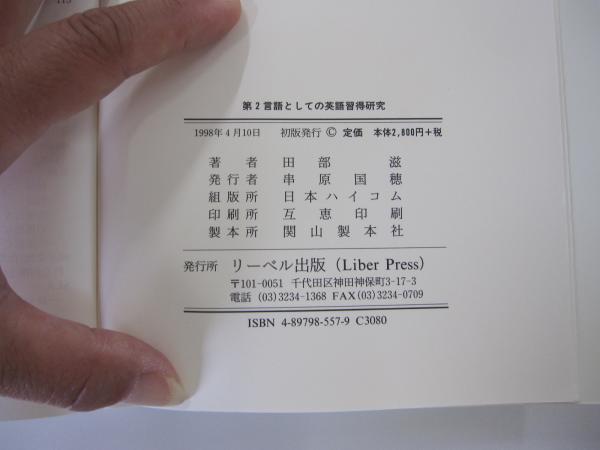 113
第2言語としての英語習得研究
1998年4月10日 初版発行 © 定価 本体2,800円+税
著者 田部 滋
発行者 串原国穂
組版所 日本ハイコム
印刷所 互恵印刷
製本所 関山製本社
発行所 リーベル出版 (Liber Press)
〒101-0051 千代田区神田神保町3-17-3
電話 (03)3234-1368 FAX(03)3234-0709
ISBN 4-89798-557-9 C3080